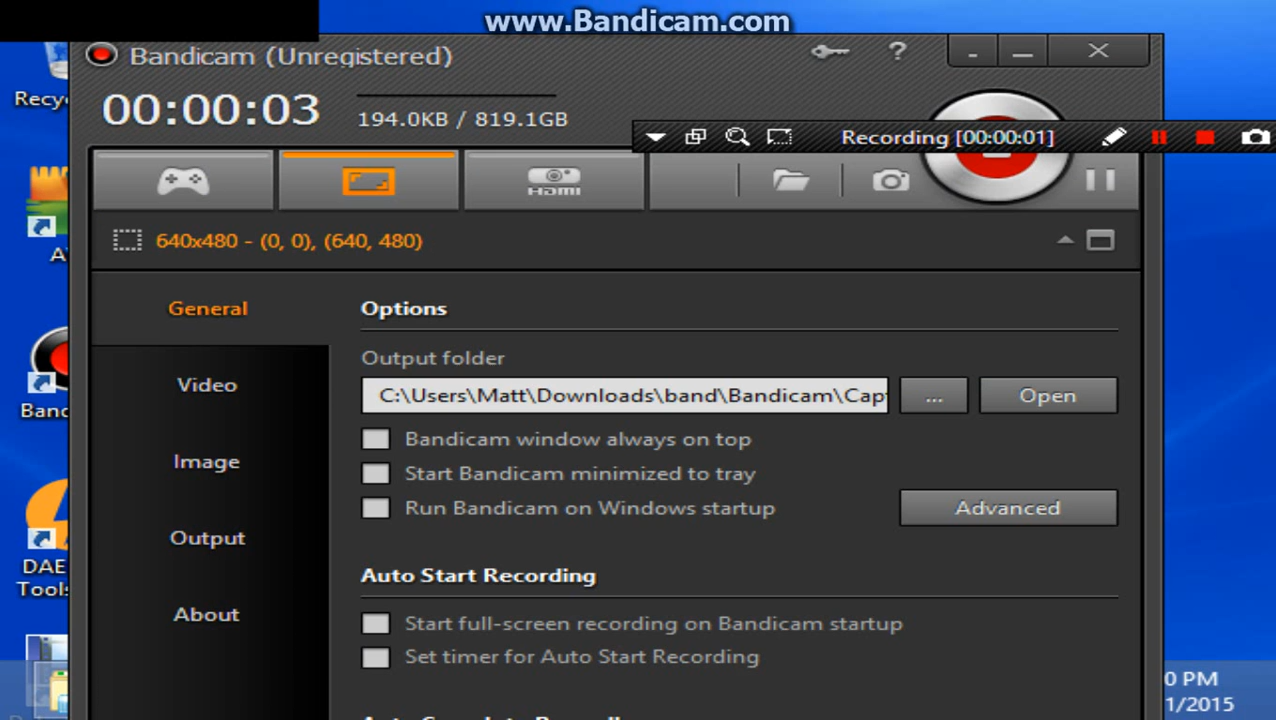 www.Bandicam.com
Bandicam (Unregistered)
?
00:00:03
194.0KB / 819.1GB
Recording [00:00:01]
HDMI
640x480 - (0, 0), (640, 480)
General
Video
Image
Output
About
Options
Output folder
C:\Users\Matt\Downloads\band\Bandicam\Cap
...
Open
Bandicam window always on top
Start Bandicam minimized to tray
Run Bandicam on Windows startup
Advanced
Auto Start Recording
Start full-screen recording on Bandicam startup
Set timer for Auto Start Recording
Recy
A
Band
DAE
Tools
0 PM
1/2015